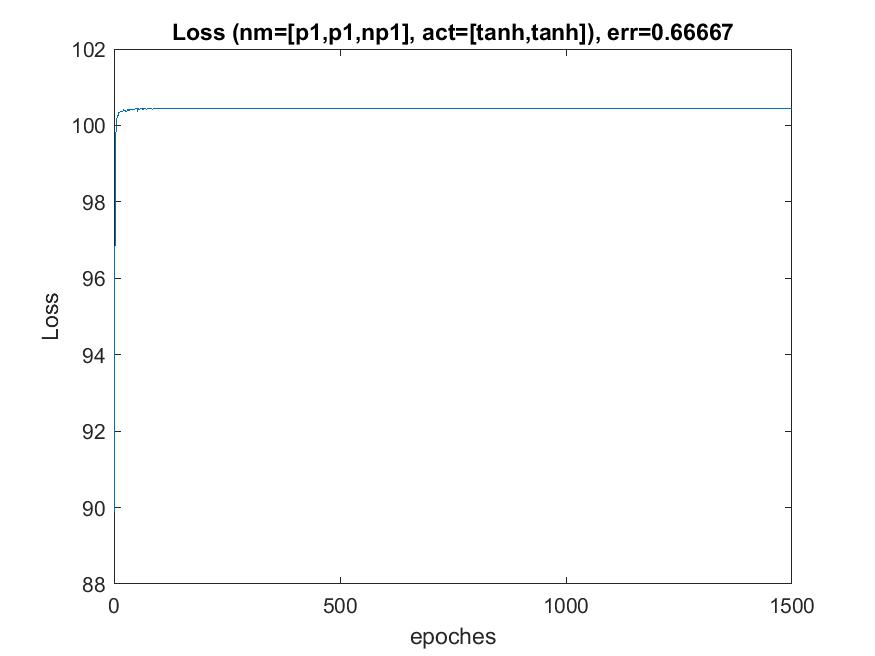 Loss (nm=[p1,p1,np1], act=[tanh,tanh]), err=0.66667
102
100
98
96
94
92
90
88
Loss
0 500 1000 1500
epoches